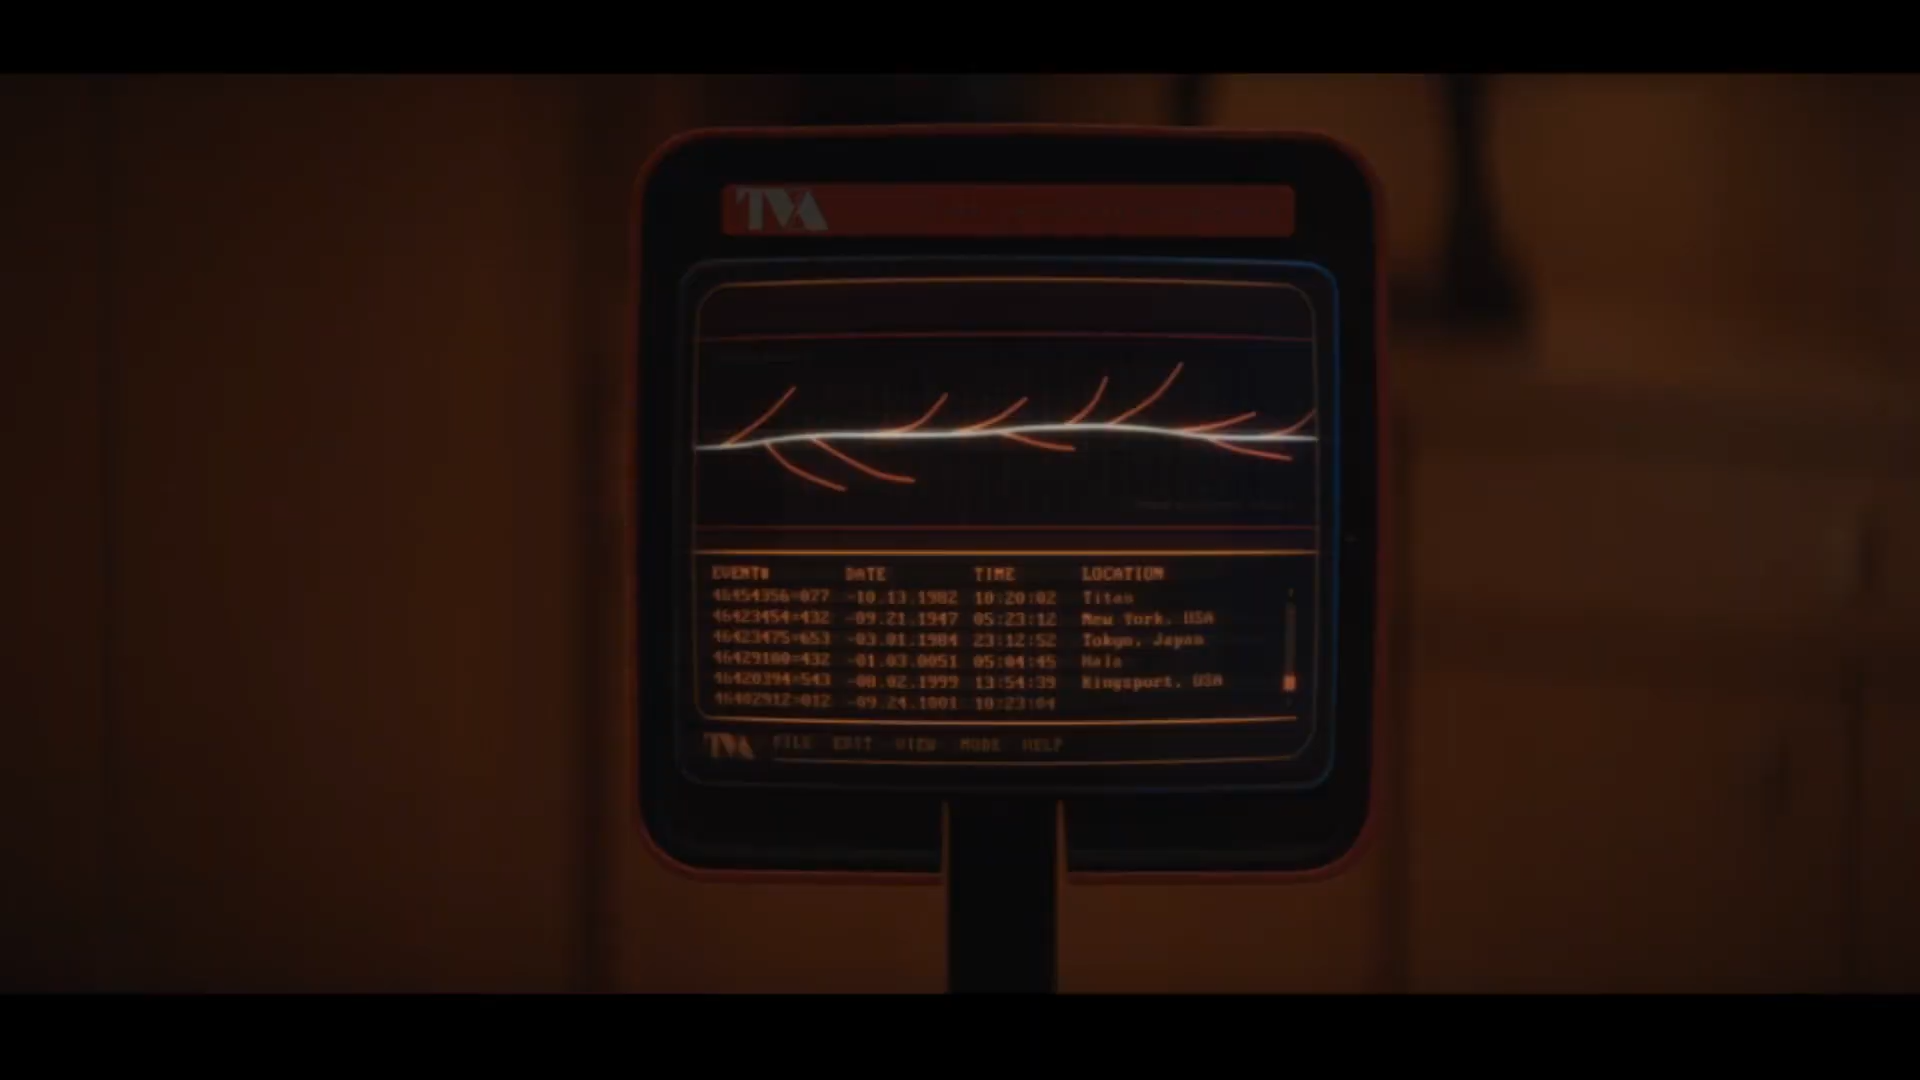 TVA
EVENT# DATE TIME LOCATION
46454356=077 -10.13.1982 10:20:02 Titan
46423454=432 -09.21.1947 05:23:12 New York, USA
46423475=653 -03.01.1984 23:12:52 Tokyo, Japan
46429180=432 -01.03.0051 05:04:45 Hala
46420394=543 -08.02.1999 13:54:39 Kingsport, USA
46402912=012 -09.24.1001 10:23:04
TVA FILE EDIT VIEW MODE HELP